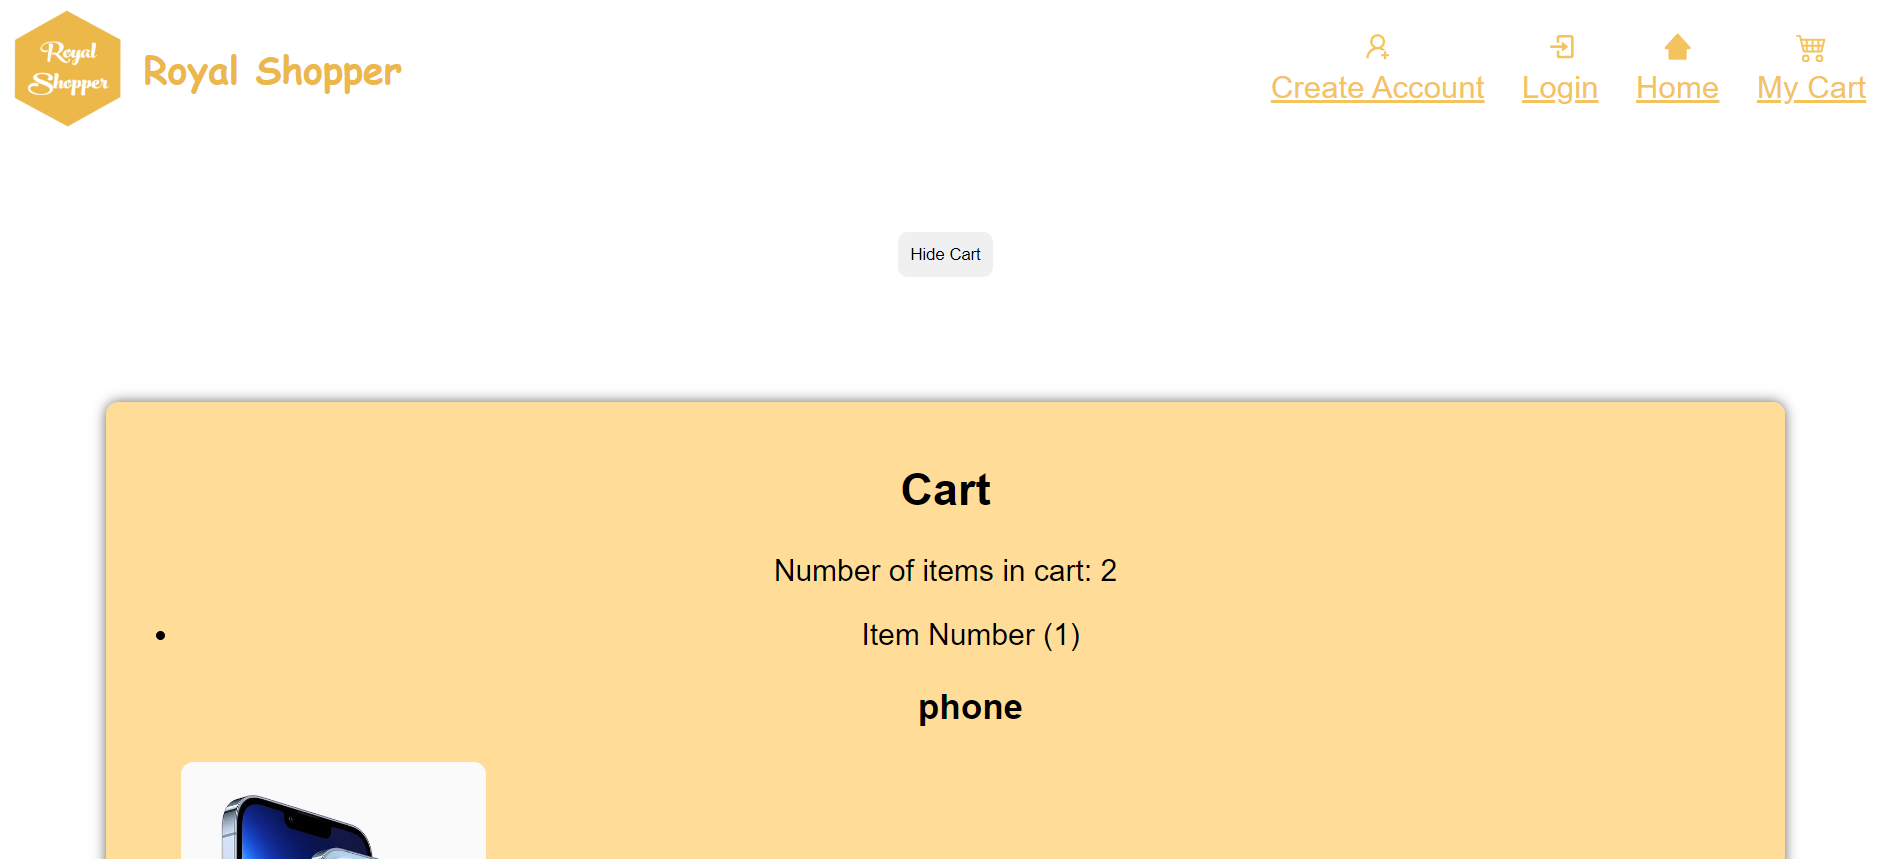 Royal
Shopper
Royal Shopper
Create Account
Login
Home
My Cart
Hide Cart
Cart
Number of items in cart: 2
Item Number (1)
phone